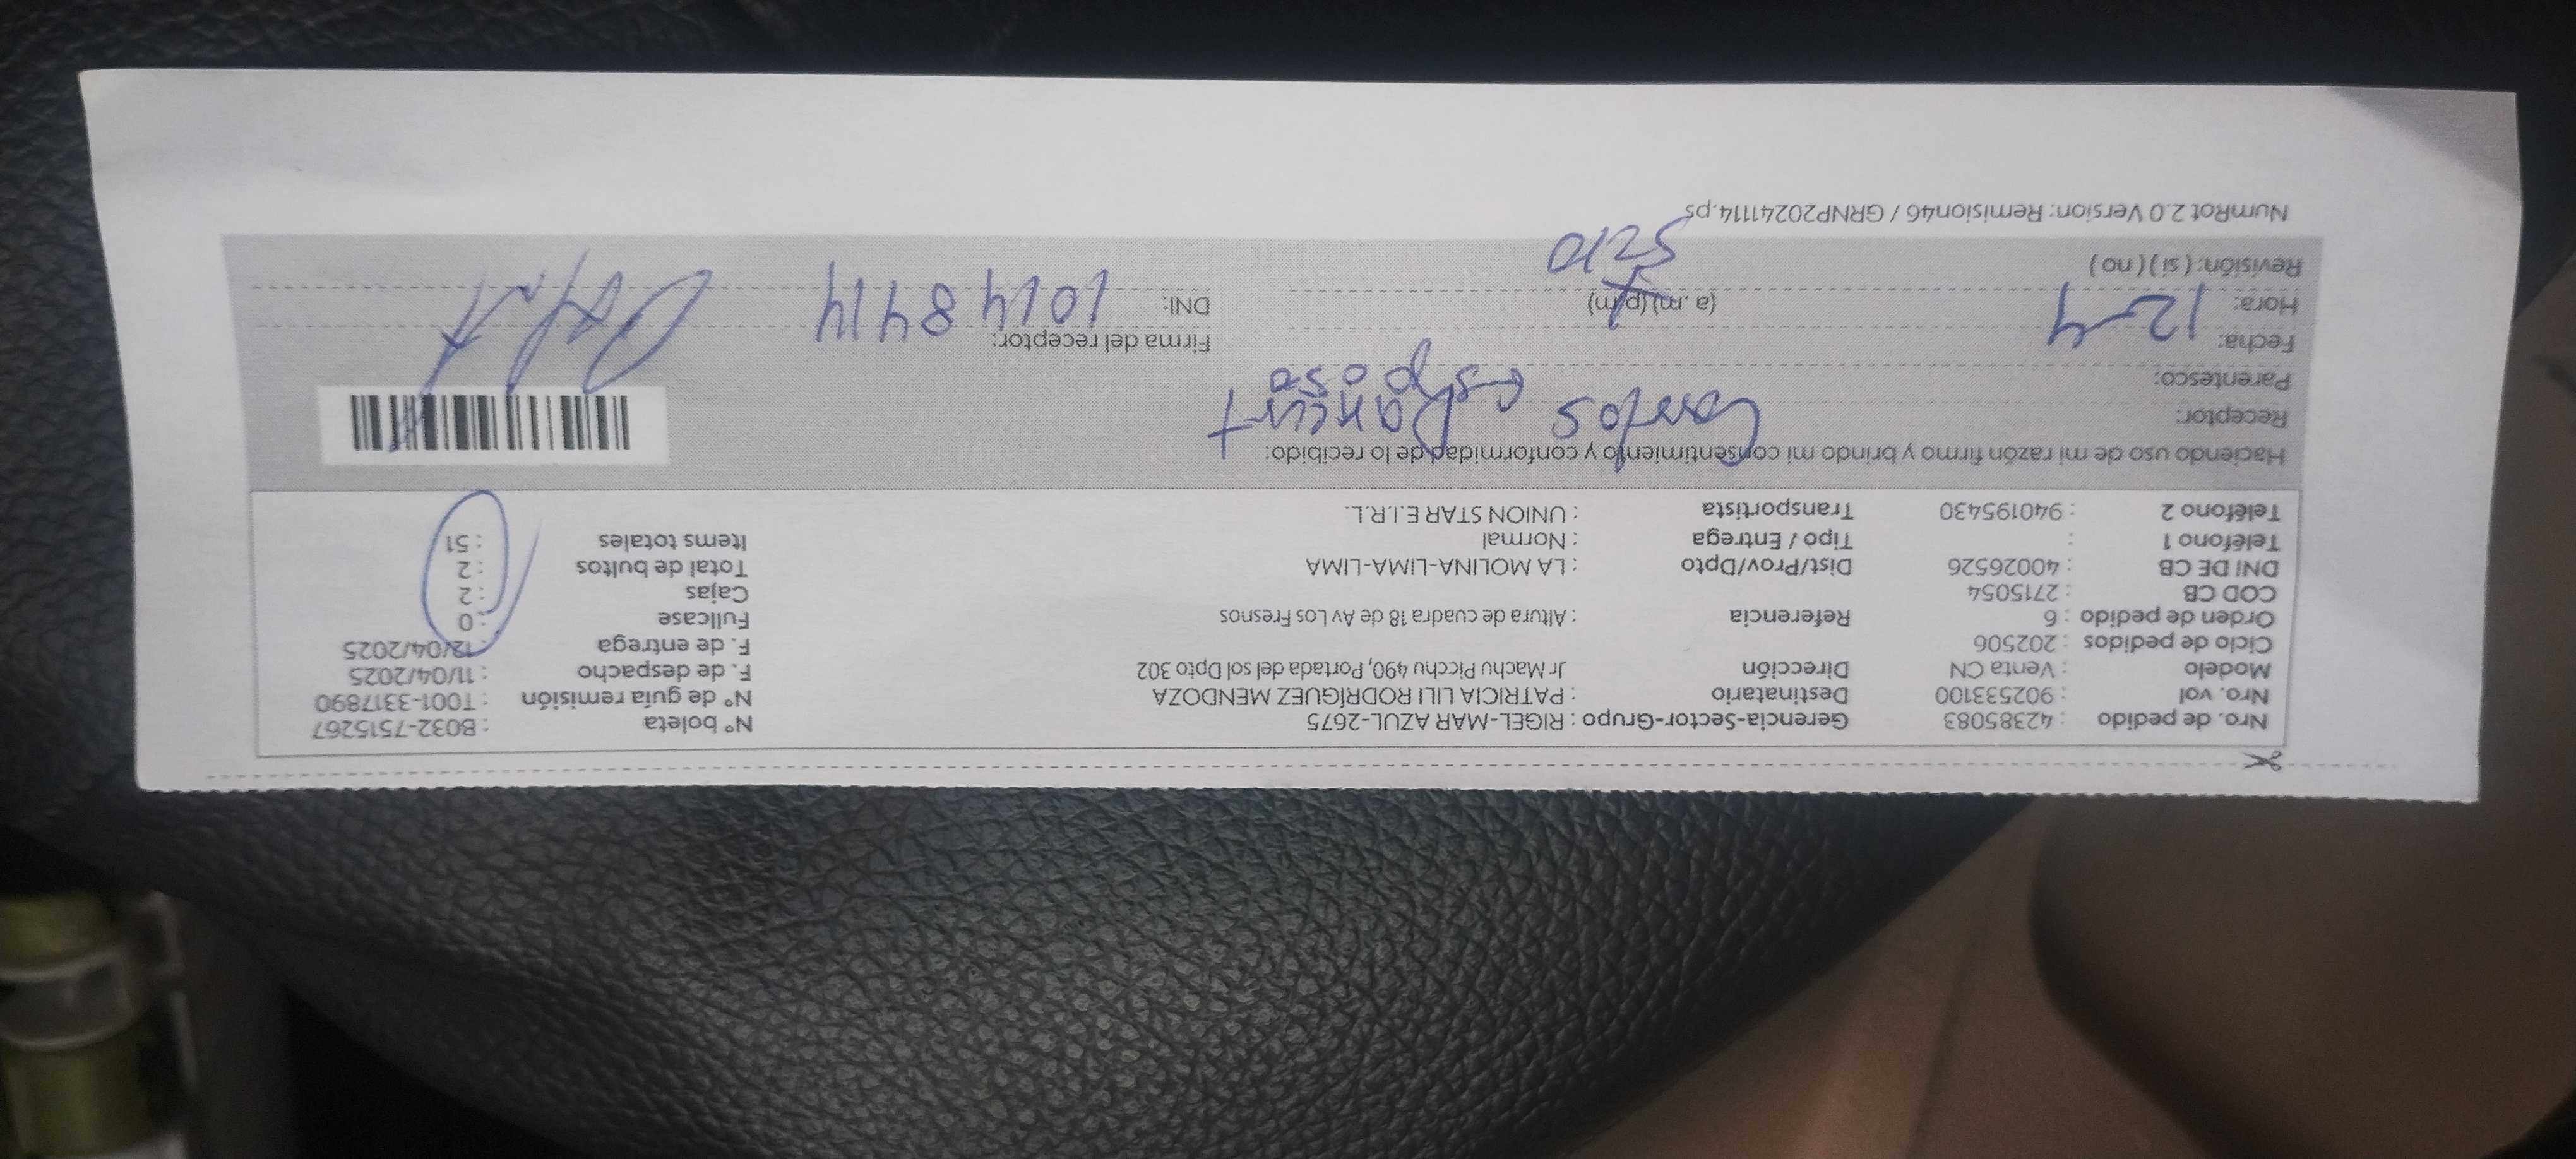 Nro. de pedido : 42385083 Gerencia-Sector-Grupo : RIGEL-MAR AZUL-2675 Nº boleta : B032-7515267
Nro. vol : 902533100 Destinatario : PATRICIA LILI RODRÍGUEZ MENDOZA Nº de guía remisión : T001-3317890
Modelo : Venta CN Dirección Jr Machu Picchu 490, Portada del sol Dpto 302 F. de despacho : 11/04/2025
Ciclo de pedidos : 202506 F. de entrega : 12/04/2025
Orden de pedido : 6 Referencia : Altura de cuadra 18 de Av Los Fresnos Fullcase : 0
COD CB : 2715054 Cajas : 2
DNI DE CB : 40026526 Dist/Prov/Dpto : LA MOLINA-LIMA-LIMA Total de bultos : 2
Teléfono 1 : Tipo / Entrega : Normal Items totales : 51
Teléfono 2 : 940195430 Transportista : UNION STAR E.I.R.L.
Haciendo uso de mi razón firmo y brindo mi consentimiento y conformidad de lo recibido:
Receptor: Carlos
Parentesco: esposo
Fecha: 12-4 Firma del receptor:
Hora: (a .m) (p/m) DNI: 10148414
Revisión: ( si ) ( no )
5210
NumRot 2.0 Version: Remision46 / GRNP20241114.ps